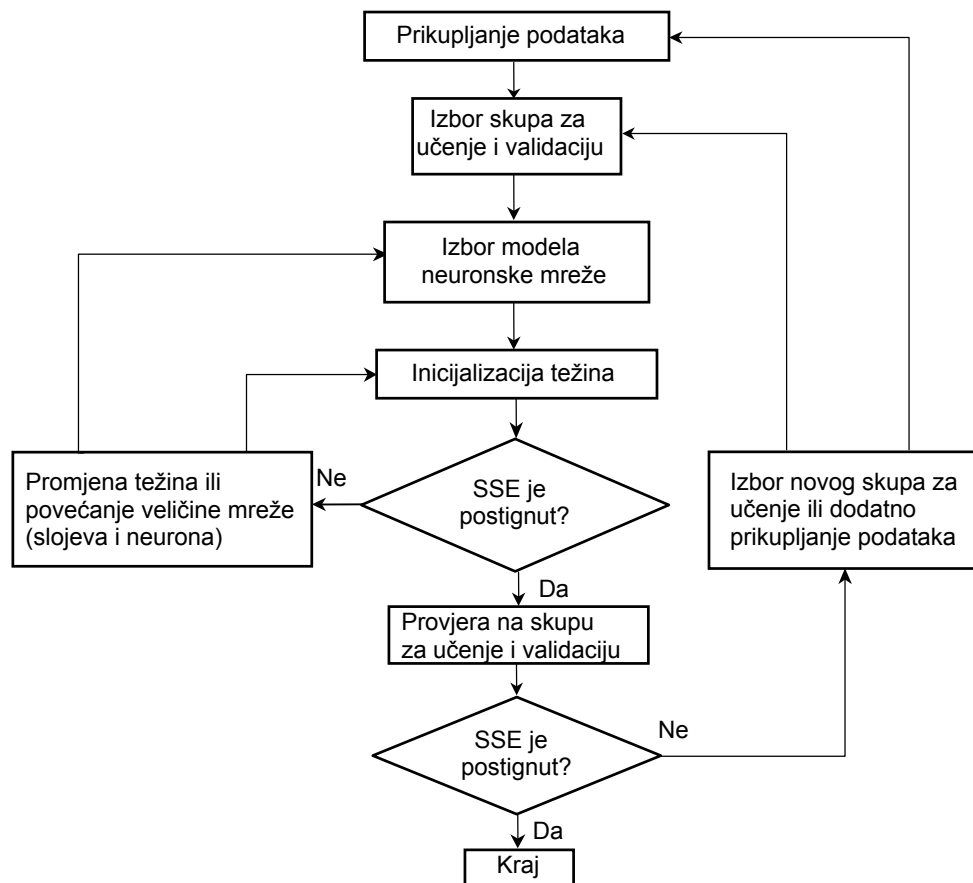 Prikupljanje podataka
Izbor skupa za
učenje i validaciju
Izbor modela
neuronske mreže
Inicijalizacija težina
Promjena težina ili
povećanje veličine mreže
(slojeva i neurona)
Ne
SSE je
postignut?
Izbor novog skupa za
učenje ili dodatno
prikupljanje podataka
Da
Provjera na skupu
za učenje i validaciju
SSE je
postignut?
Ne
Da
Kraj